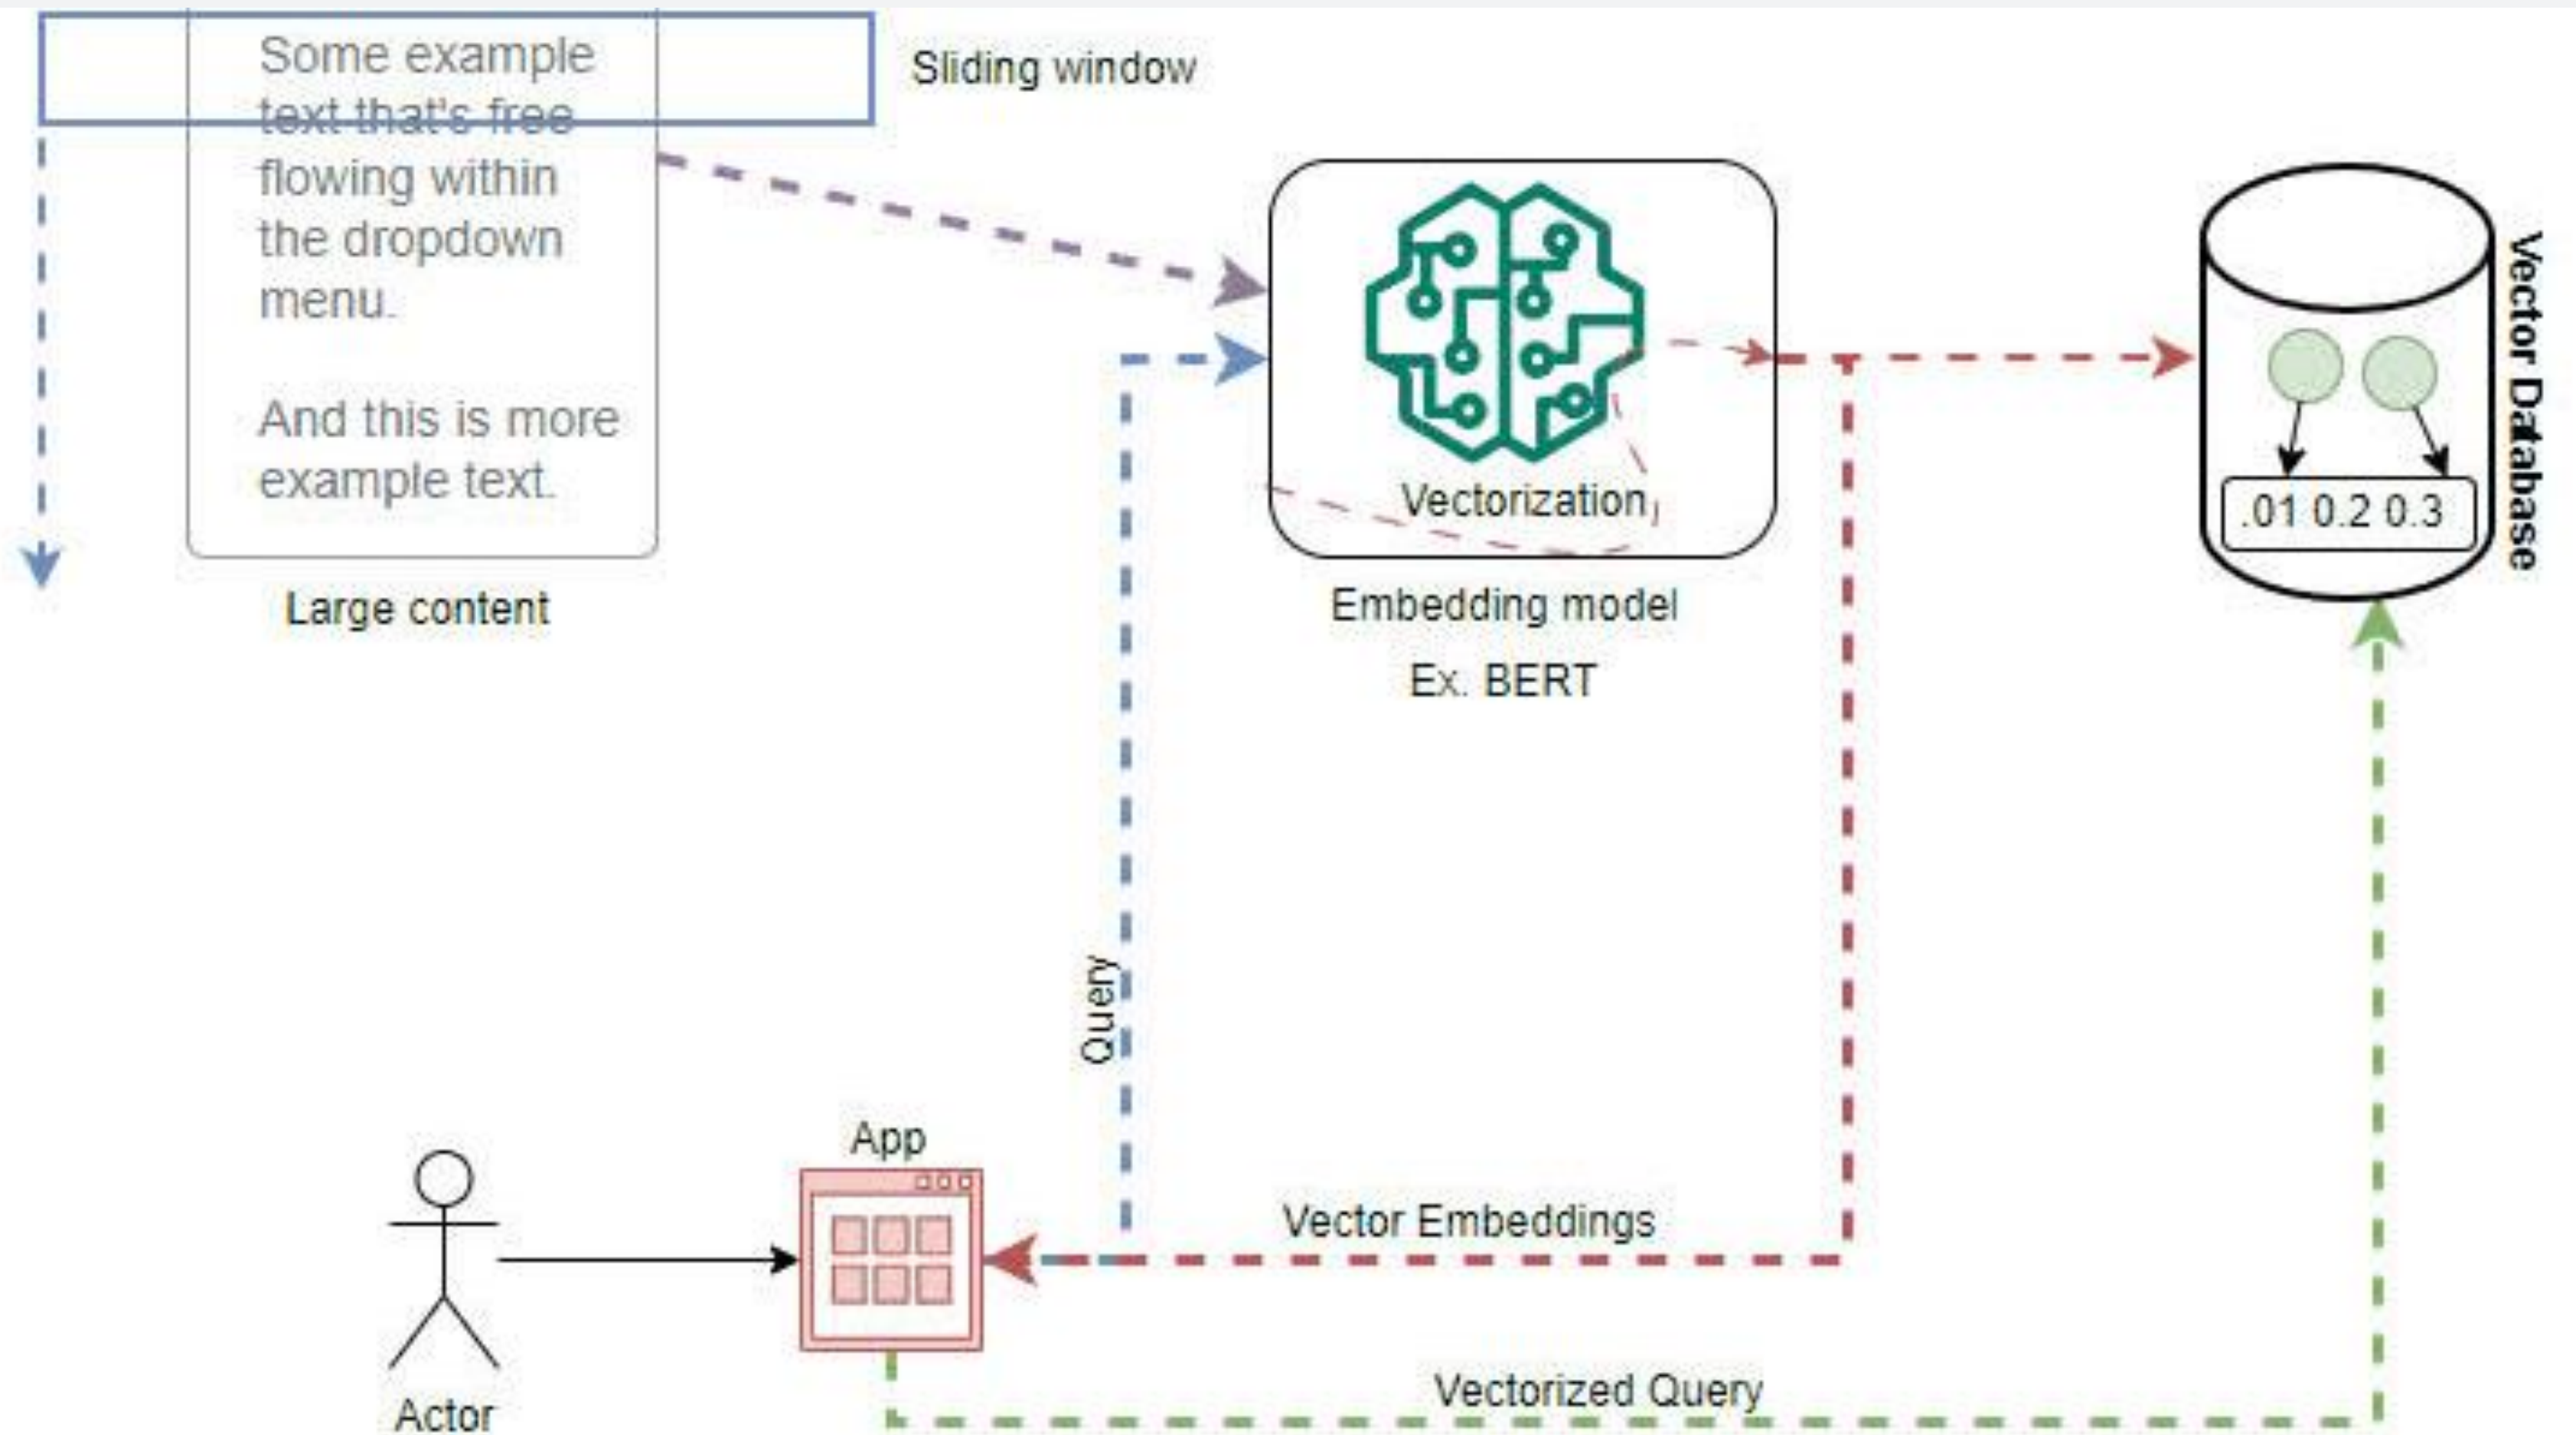 Some example
text that's free
flowing within
the dropdown
menu.
And this is more
example text.
Sliding window
Large content
Vectorization
Embedding model
Ex. BERT
.01 0.2 0.3
Vector Database
Query
App
Actor
Vector Embeddings
Vectorized Query